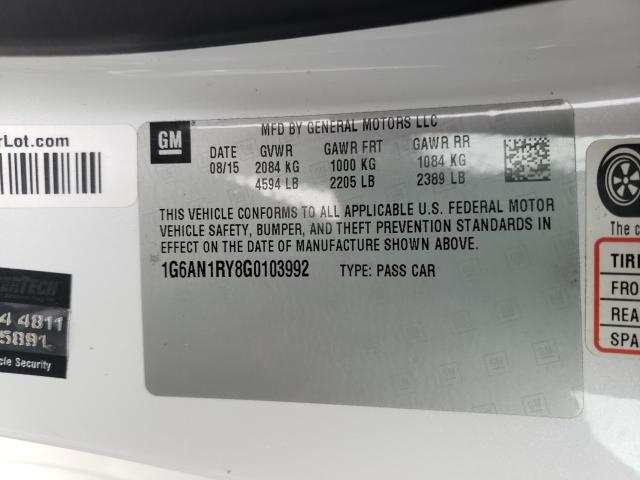 GM
MFD BY GENERAL MOTORS LLC
DATE GVWR GAWR FRT GAWR RR
08/15 2084 KG 1000 KG 1084 KG
4594 LB 2205 LB 2389 LB
THIS VEHICLE CONFORMS TO ALL APPLICABLE U.S. FEDERAL MOTOR
VEHICLE SAFETY, BUMPER, AND THEFT PREVENTION STANDARDS IN
EFFECT ON THE DATE OF MANUFACTURE SHOWN ABOVE.
1G6AN1RY8G0103992 TYPE: PASS CAR
rLot.com
4 4811
5891
Security
The c
TIRE
FRO
REA
SPA